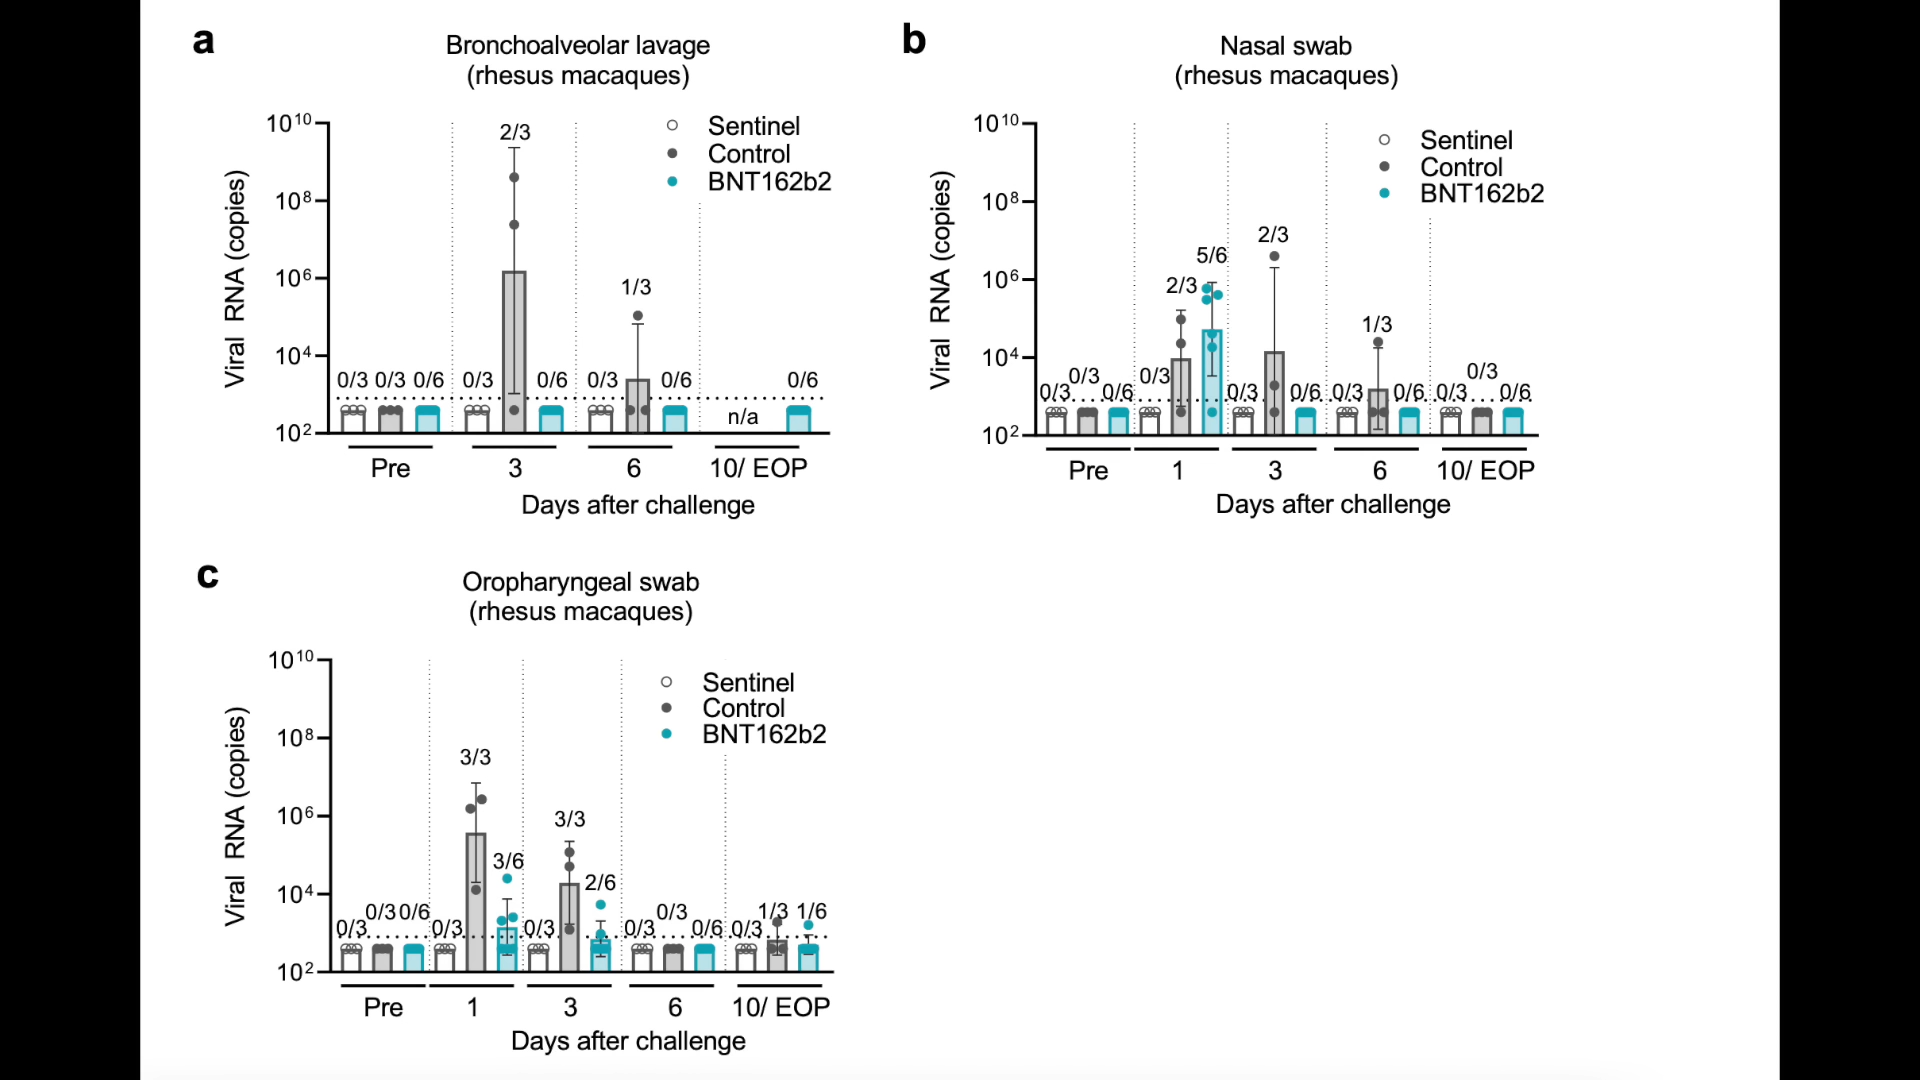 a
Bronchoalveolar lavage
(rhesus macaques)
Viral RNA (copies)
10¹⁰
10⁸
10⁶
10⁴
10²
Sentinel
Control
BNT162b2
2/3
1/3
0/3 0/3 0/6
0/3 0/6
0/3 0/6
0/6
n/a
Pre 3 6 10/ EOP
Days after challenge
b
Nasal swab
(rhesus macaques)
Viral RNA (copies)
10¹⁰
10⁸
10⁶
10⁴
10²
Sentinel
Control
BNT162b2
2/3
5/6
2/3
1/3
0/3 0/3 0/6
0/3
0/3 0/6
0/3 0/6
0/3 0/3 0/6
Pre 1 3 6 10/ EOP
Days after challenge
c
Oropharyngeal swab
(rhesus macaques)
Viral RNA (copies)
10¹⁰
10⁸
10⁶
10⁴
10²
Sentinel
Control
BNT162b2
3/3
3/3
3/6
2/6
0/3 0/3 0/6
0/3
0/3
0/3 0/3 0/6
0/3 1/3 1/6
Pre 1 3 6 10/ EOP
Days after challenge